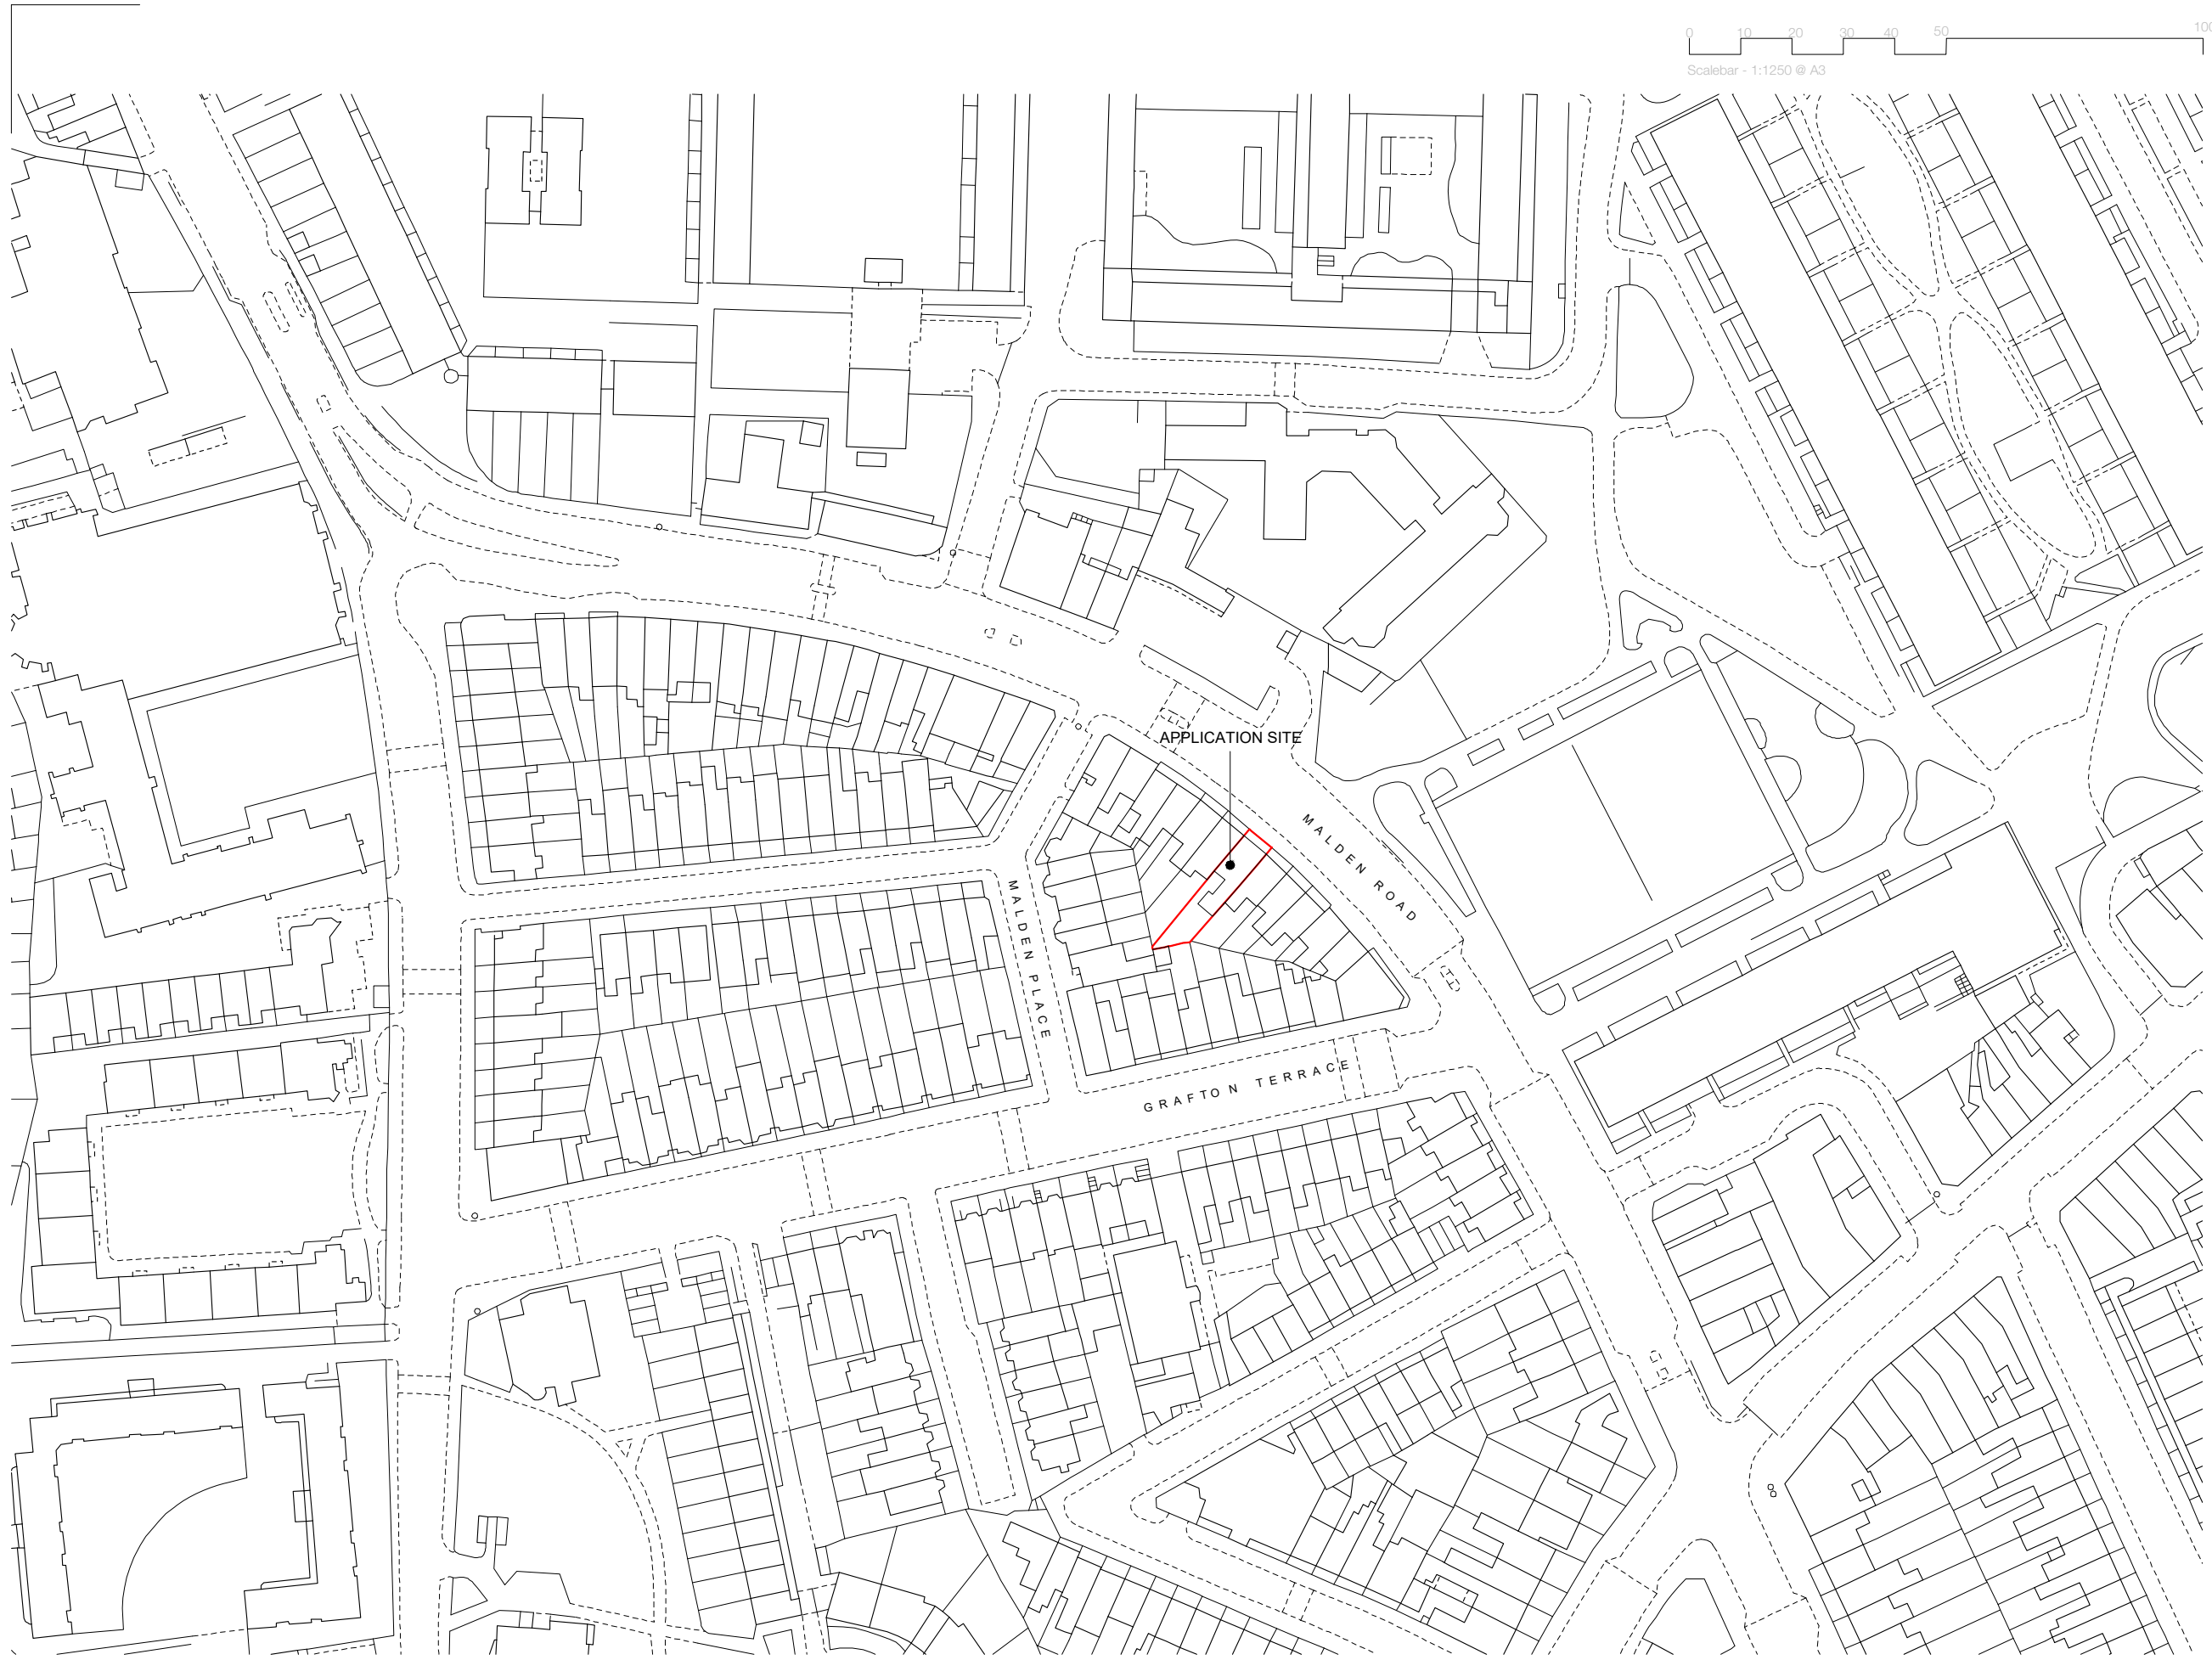 0 10 20 30 40 50 100
Scalebar - 1:1250 @ A3
APPLICATION SITE
MALDEN ROAD
MALDEN PLACE
GRAFTON TERRACE